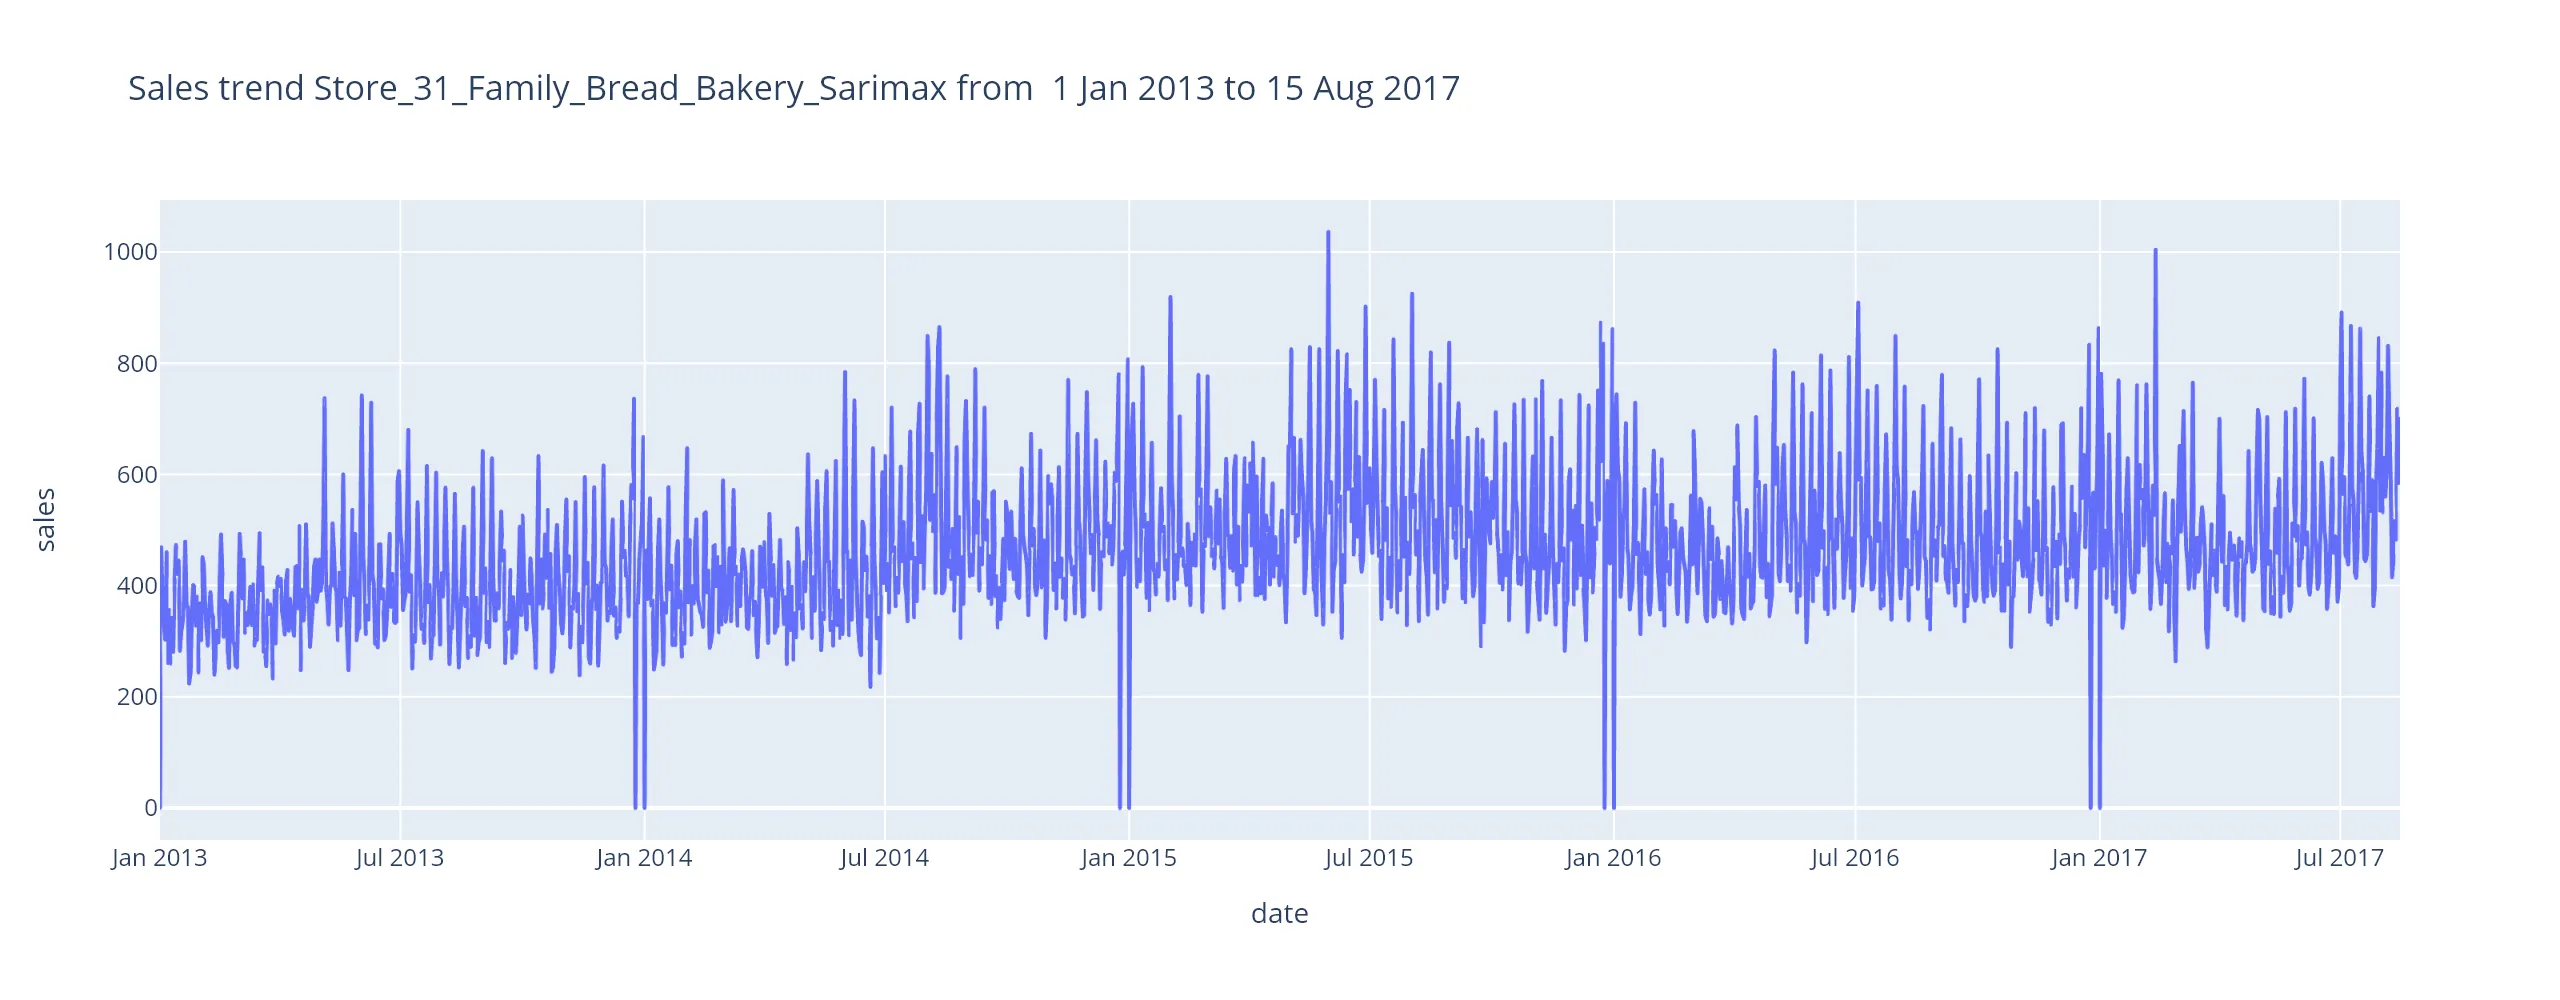 Sales trend Store_31_Family_Bread_Bakery_Sarimax from  1 Jan 2013 to 15 Aug 2017
1000
800
600
400
200
0
sales
Jan 2013 Jul 2013 Jan 2014 Jul 2014 Jan 2015 Jul 2015 Jan 2016 Jul 2016 Jan 2017 Jul 2017
date